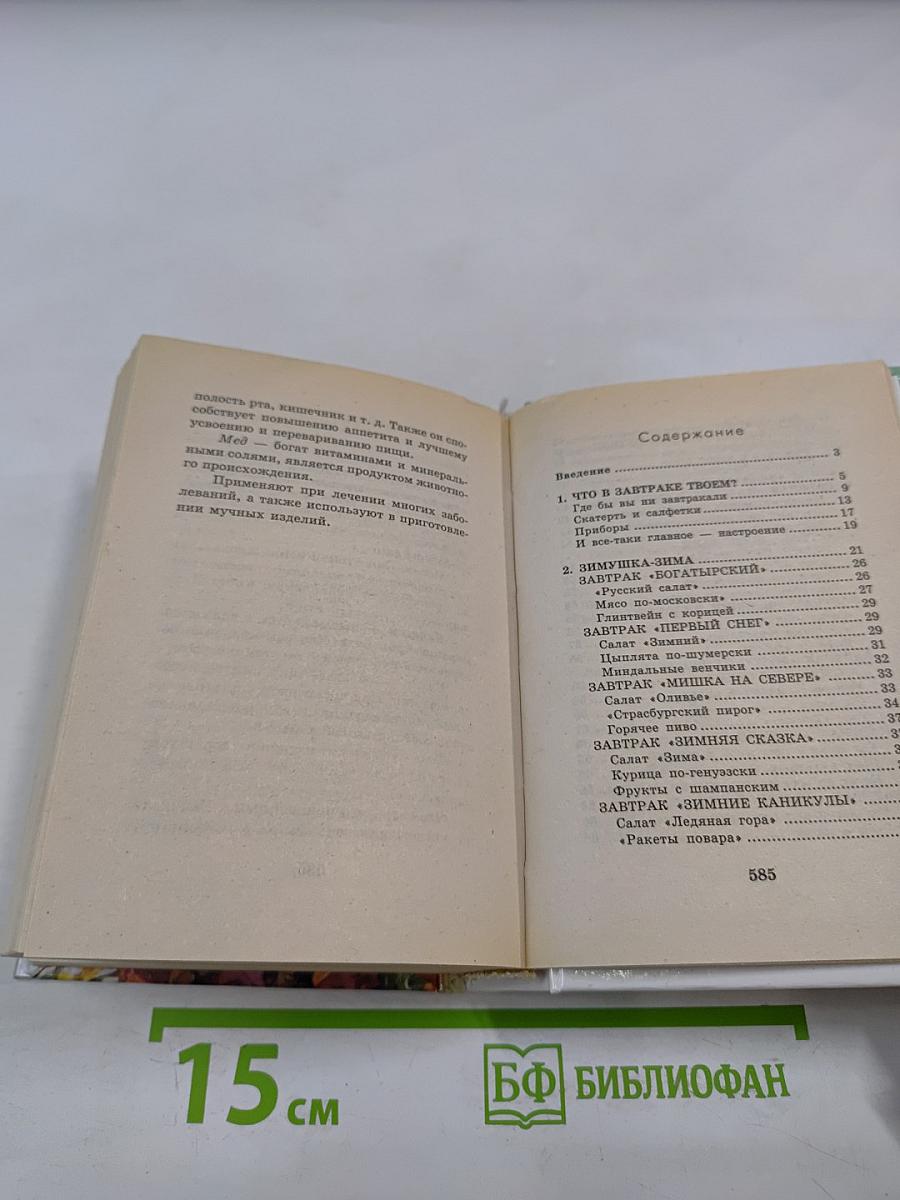 полость рта, кишечник и т. д. Также он спо-
собствует повышению аппетита и лучшему
усвоению и перевариванию пищи.
Мед — богат витаминами и минераль-
ными солями, является продуктом животно-
го происхождения.
Применяют при лечении многих забо-
леваний, а также используют в приготовле-
нии мучных изделий.
Содержание
Введение ........ 3
1. ЧТО В ЗАВТРАКЕ ТВОЕМ? ........ 5
Где бы вы ни завтракали ........ 9
Скатерть и салфетки ........ 13
Приборы ........ 17
И все-таки главное — настроение ........ 19
2. ЗИМУШКА-ЗИМА ........ 21
ЗАВТРАК «БОГАТЫРСКИЙ» ........ 26
«Русский салат» ........ 26
Мясо по-московски» ........ 27
Глинтвейн с корицей ........ 29
ЗАВТРАК «ПЕРВЫЙ СНЕГ» ........ 29
Салат «Зимний» ........ 29
Цыплята по-шумерски ........ 31
Миндальные венчики ........ 32
ЗАВТРАК «МИШКА НА СЕВЕРЕ» ........ 33
Салат «Оливье» ........ 33
«Страсбургский пирог» ........ 34
Горячее пиво ........ 37
ЗАВТРАК «ЗИМНЯЯ СКАЗКА» ........
Салат «Зима» ........
Курица по-генуэзски ........
Фрукты с шампанским ........
ЗАВТРАК «ЗИМНИЕ КАНИКУЛЫ» ........
Салат «Ледяная гора» ........
«Ракеты повара» ........
585
15 см
БФ БИБЛИОФАН